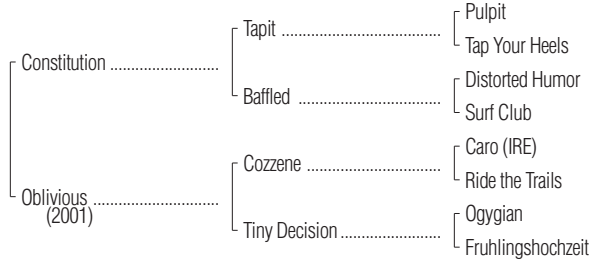 Pulpit
Tapit
Tap Your Heels
Constitution
Distorted Humor
Baffled
Surf Club
Caro (IRE)
Cozzene
Ride the Trails
Oblivious
(2001)
Ogygian
Tiny Decision
Fruhlingshochzeit